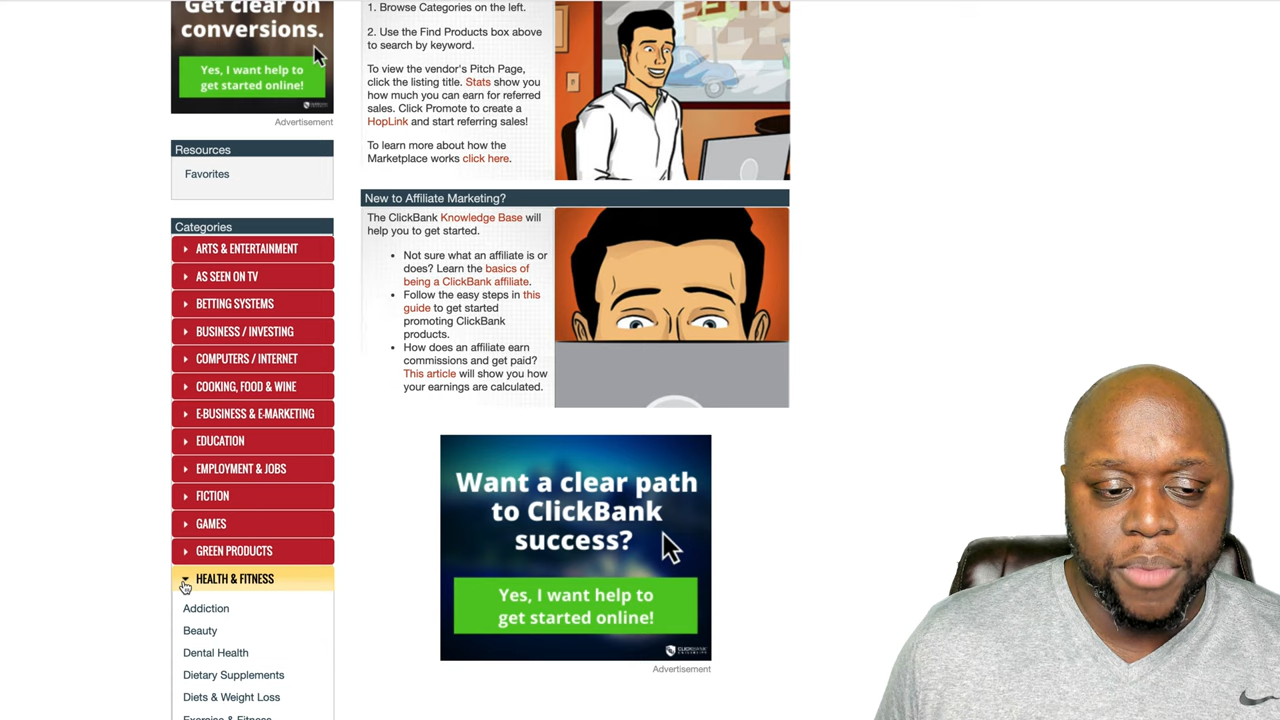 Get clear on
conversions.
Yes, I want help to
get started online!
Advertisement
Resources
Favorites
Categories
ARTS & ENTERTAINMENT
AS SEEN ON TV
BETTING SYSTEMS
BUSINESS / INVESTING
COMPUTERS / INTERNET
COOKING, FOOD & WINE
E-BUSINESS & E-MARKETING
EDUCATION
EMPLOYMENT & JOBS
FICTION
GAMES
GREEN PRODUCTS
HEALTH & FITNESS
Addiction
Beauty
Dental Health
Dietary Supplements
Diets & Weight Loss
Exercise & Fitness
1. Browse Categories on the left.
2. Use the Find Products box above
to search by keyword.
To view the vendor's Pitch Page,
click the listing title. Stats show you
how much you can earn for referred
sales. Click Promote to create a
HopLink and start referring sales!
To learn more about how the
Marketplace works click here.
New to Affiliate Marketing?
The ClickBank Knowledge Base will
help you to get started.
• Not sure what an affiliate is or
does? Learn the basics of
being a ClickBank affiliate.
• Follow the easy steps in this
guide to get started
promoting ClickBank
products.
• How does an affiliate earn
commissions and get paid?
This article will show you how
your earnings are calculated.
Want a clear path
to ClickBank
success?
Yes, I want help to
get started online!
Advertisement